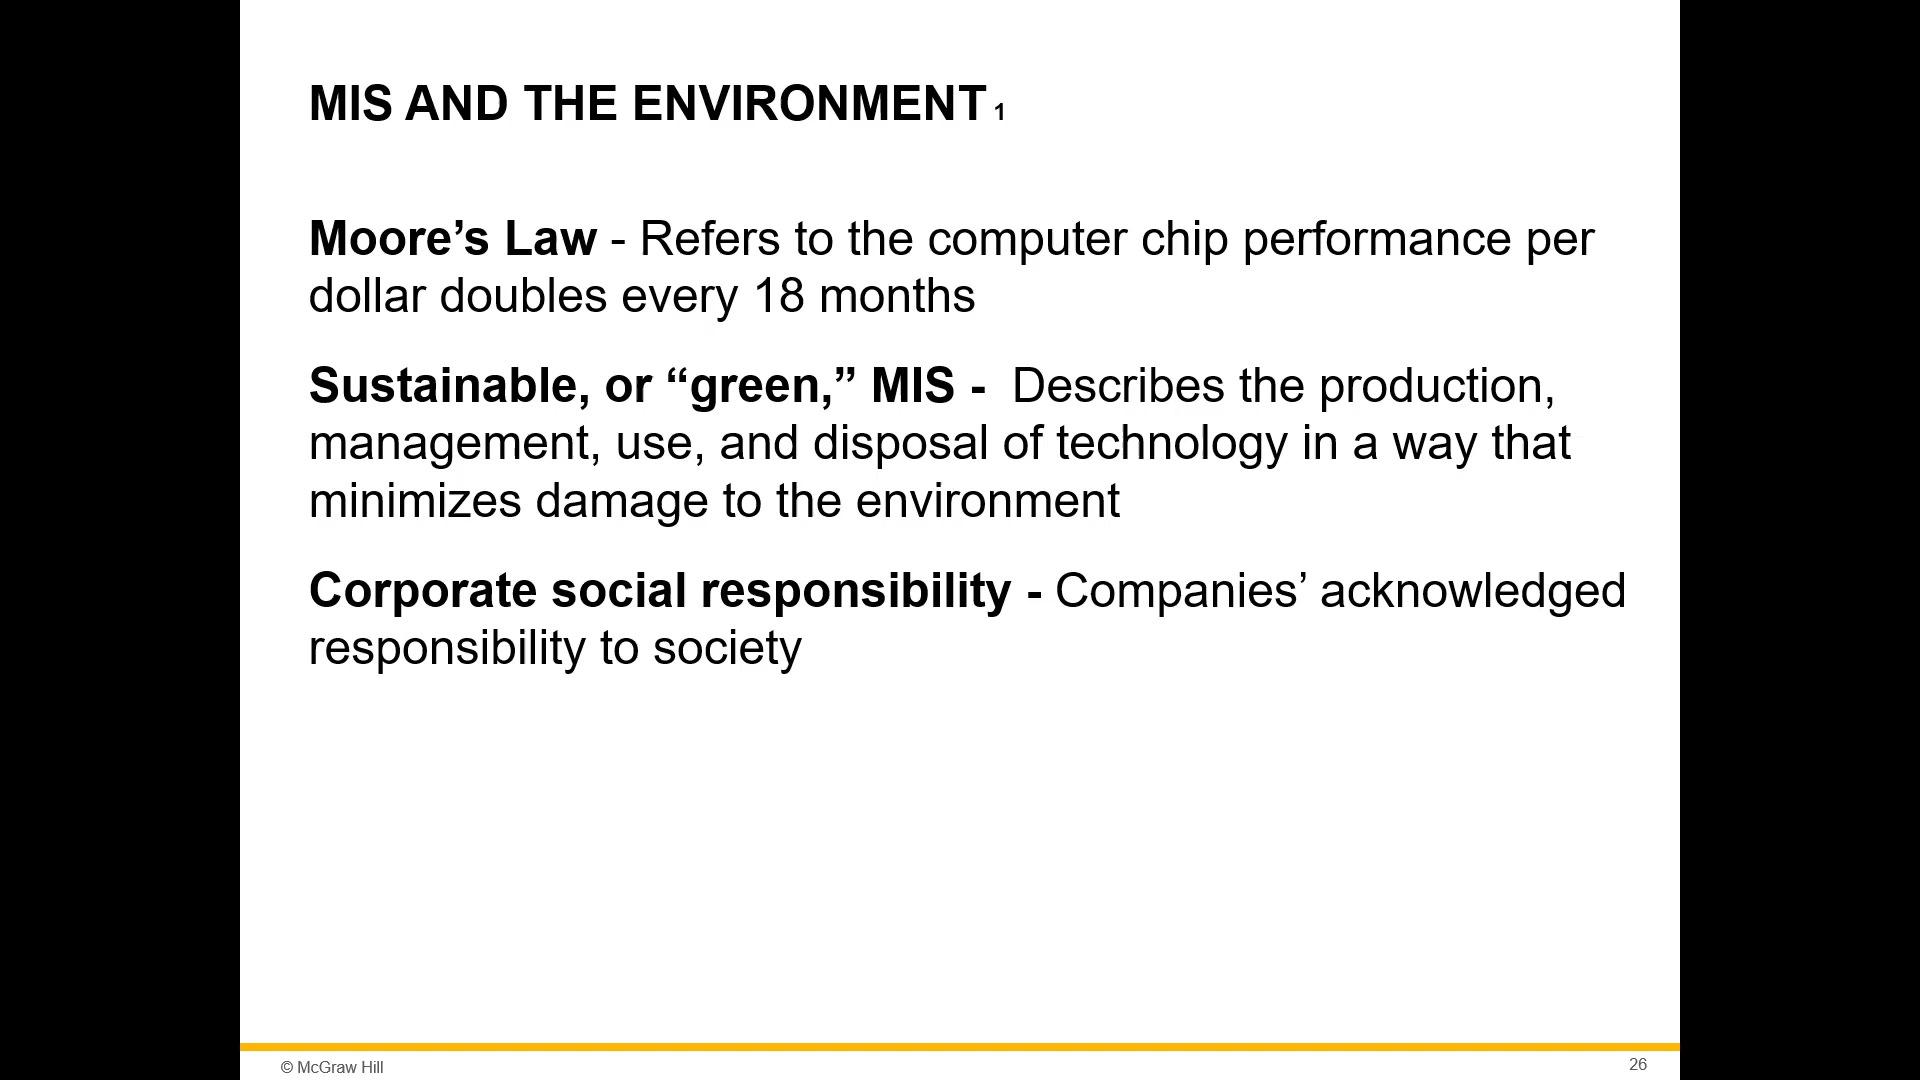 MIS AND THE ENVIRONMENT 1
Moore’s Law - Refers to the computer chip performance per
dollar doubles every 18 months
Sustainable, or “green,” MIS -  Describes the production,
management, use, and disposal of technology in a way that
minimizes damage to the environment
Corporate social responsibility - Companies’ acknowledged
responsibility to society
© McGraw Hill
26